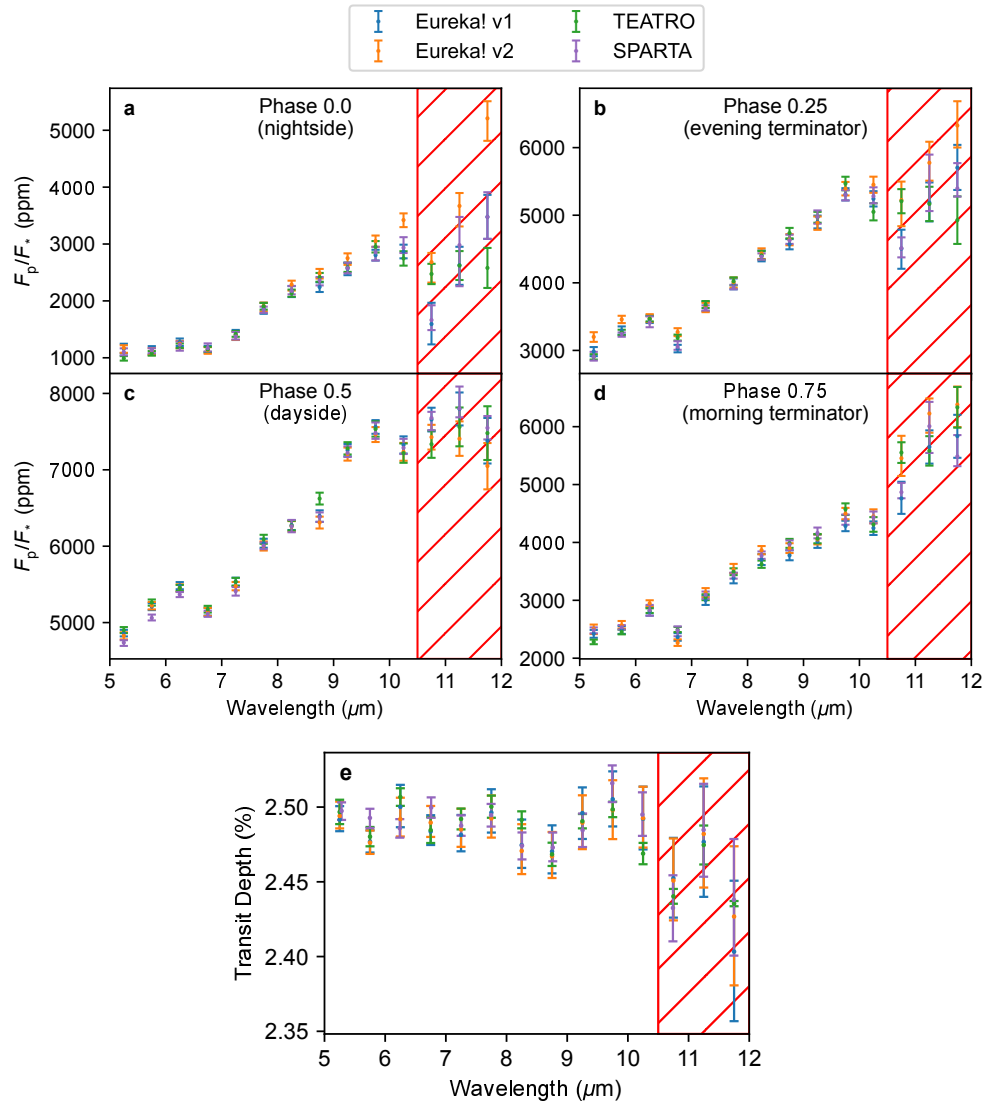 Eureka! v1
Eureka! v2
TEATRO
SPARTA
a
Phase 0.0
(nightside)
5000
4000
3000
2000
1000
Fp/F* (ppm)
b
Phase 0.25
(evening terminator)
6000
5000
4000
3000
c
Phase 0.5
(dayside)
8000
7000
6000
5000
Fp/F* (ppm)
5 6 7 8 9 10 11 12
Wavelength (μm)
d
Phase 0.75
(morning terminator)
6000
5000
4000
3000
2000
5 6 7 8 9 10 11 12
Wavelength (μm)
e
2.50
2.45
2.40
2.35
Transit Depth (%)
5 6 7 8 9 10 11 12
Wavelength (μm)